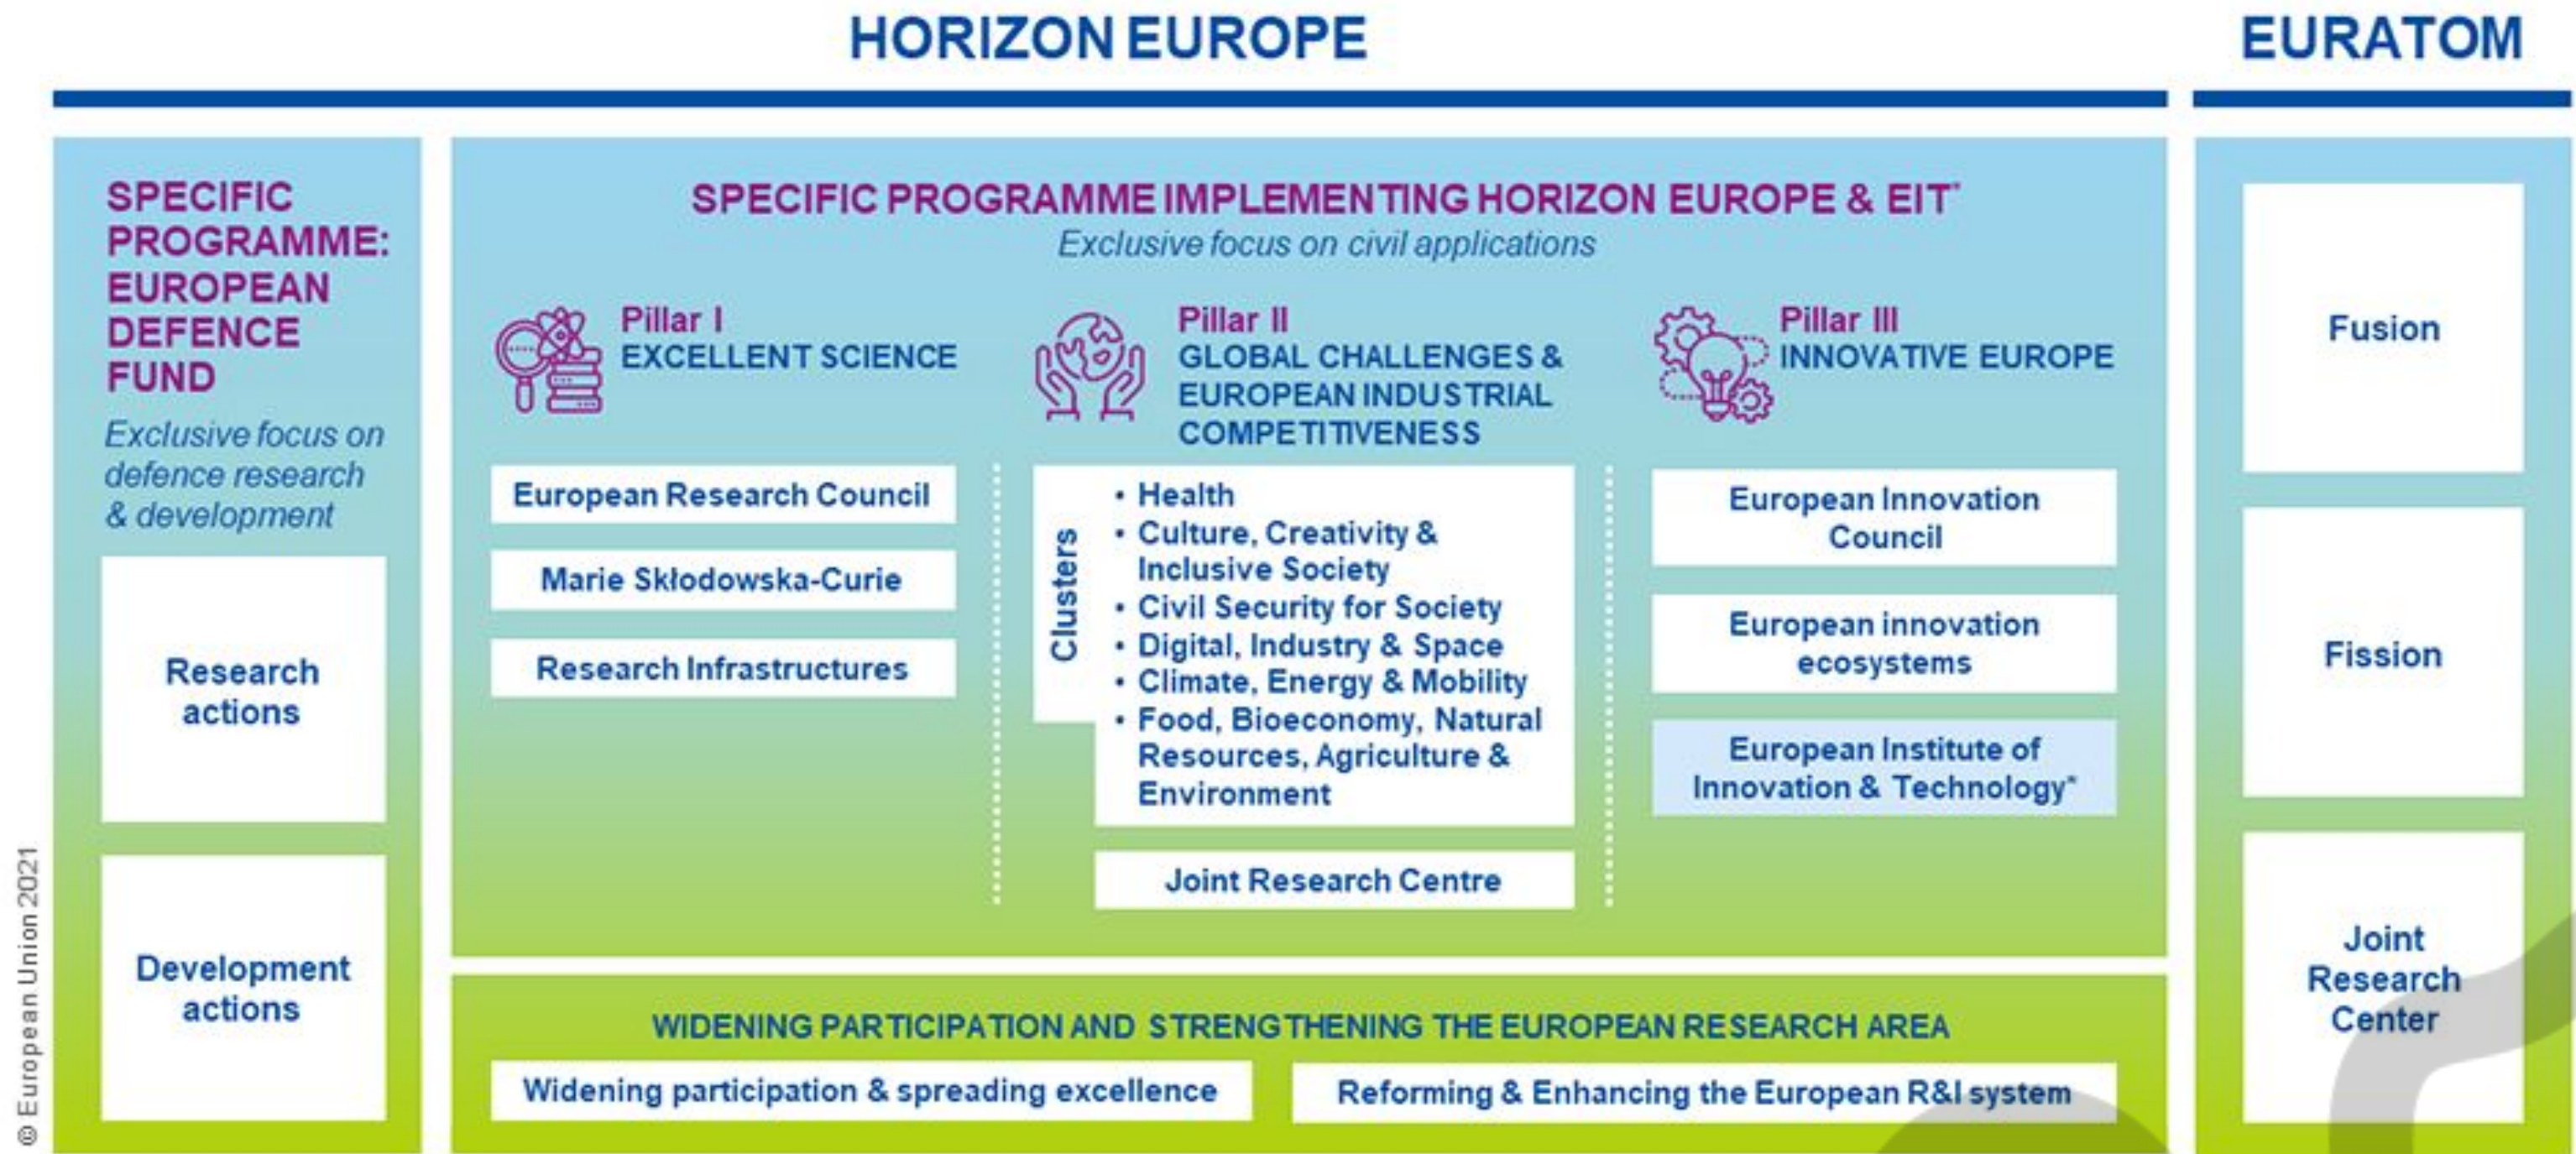 HORIZON EUROPE
EURATOM
SPECIFIC
PROGRAMME:
EUROPEAN
DEFENCE
FUND
Exclusive focus on
defence research
& development
Research
actions
Development
actions
SPECIFIC PROGRAMME IMPLEMENTING HORIZON EUROPE & EIT*
Exclusive focus on civil applications
Pillar I
EXCELLENT SCIENCE
European Research Council
Marie Skłodowska-Curie
Research Infrastructures
Pillar II
GLOBAL CHALLENGES &
EUROPEAN INDUSTRIAL
COMPETITIVENESS
Clusters
• Health
• Culture, Creativity &
Inclusive Society
• Civil Security for Society
• Digital, Industry & Space
• Climate, Energy & Mobility
• Food, Bioeconomy, Natural
Resources, Agriculture &
Environment
Joint Research Centre
Pillar III
INNOVATIVE EUROPE
European Innovation
Council
European innovation
ecosystems
European Institute of
Innovation & Technology*
WIDENING PARTICIPATION AND STRENGTHENING THE EUROPEAN RESEARCH AREA
Widening participation & spreading excellence
Reforming & Enhancing the European R&I system
Fusion
Fission
Joint
Research
Center
© European Union 2021